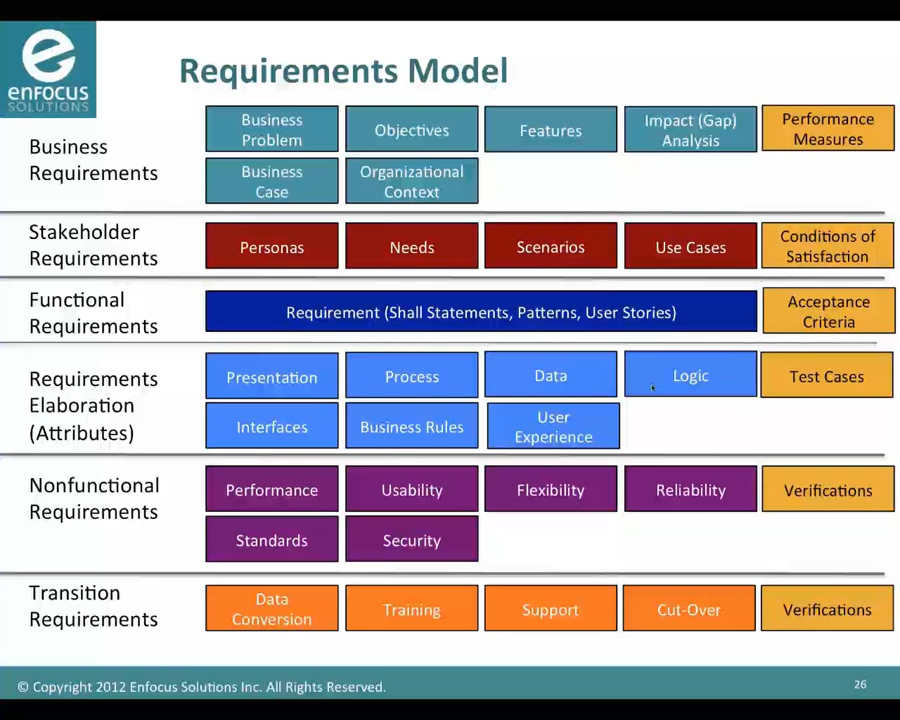 enfocus
SOLUTIONS
Requirements Model
Business
Requirements
Business
Problem
Objectives
Features
Impact (Gap)
Analysis
Performance
Measures
Business
Case
Organizational
Context
Stakeholder
Requirements
Personas
Needs
Scenarios
Use Cases
Conditions of
Satisfaction
Functional
Requirements
Requirement (Shall Statements, Patterns, User Stories)
Acceptance
Criteria
Requirements
Elaboration
(Attributes)
Presentation
Process
Data
Logic
Test Cases
Interfaces
Business Rules
User
Experience
Nonfunctional
Requirements
Performance
Usability
Flexibility
Reliability
Verifications
Standards
Security
Transition
Requirements
Data
Conversion
Training
Support
Cut-Over
Verifications
© Copyright 2012 Enfocus Solutions Inc. All Rights Reserved.
26